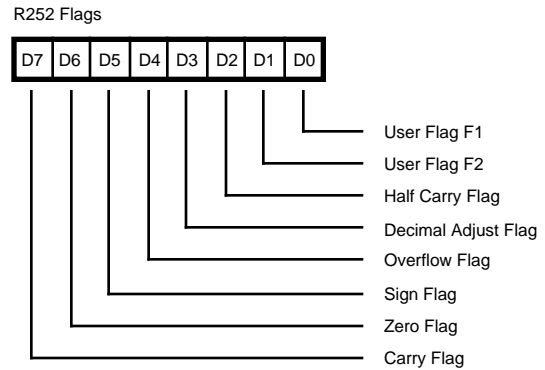 R252 Flags
D7 D6 D5 D4 D3 D2 D1 D0
User Flag F1
User Flag F2
Half Carry Flag
Decimal Adjust Flag
Overflow Flag
Sign Flag
Zero Flag
Carry Flag